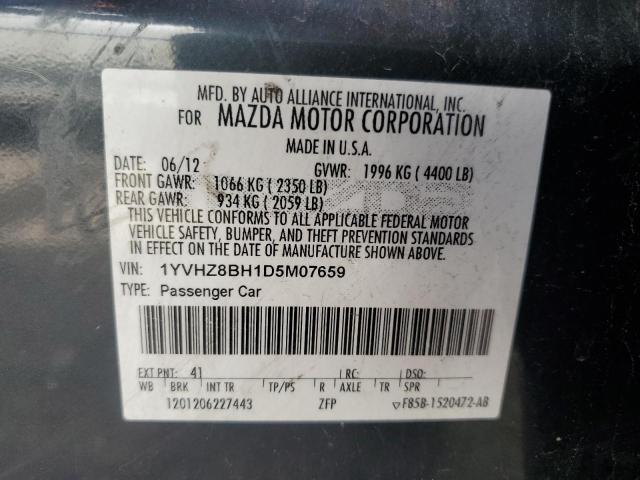 MFD. BY AUTO ALLIANCE INTERNATIONAL, INC.
FOR MAZDA MOTOR CORPORATION
MADE IN U.S.A.
DATE: 06/12 GVWR: 1996 KG ( 4400 LB)
FRONT GAWR: 1066 KG ( 2350 LB)
REAR GAWR: 934 KG ( 2059 LB)
THIS VEHICLE CONFORMS TO ALL APPLICABLE FEDERAL MOTOR
VEHICLE SAFETY, BUMPER, AND THEFT PREVENTION STANDARDS
IN EFFECT ON THE DATE OF MANUFACTURE SHOWN ABOVE.
VIN: 1YVHZ8BH1D5M07659
TYPE: Passenger Car
EXT PNT: 41 RC: DSO:
WB BRK INT TR TP/PS R AXLE TR SPR
1201206227443 ZFP ▽F85B-1520472-AB